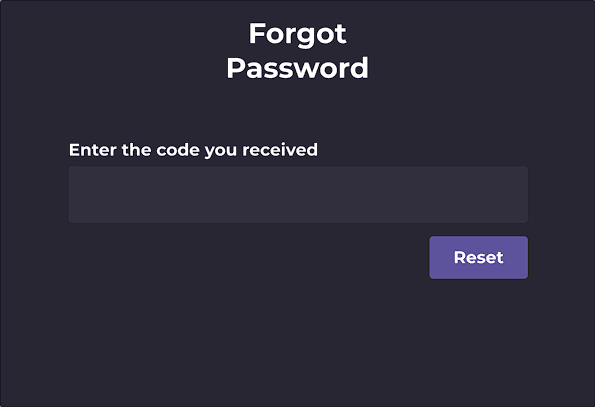 Forgot
Password
Enter the code you received
Reset